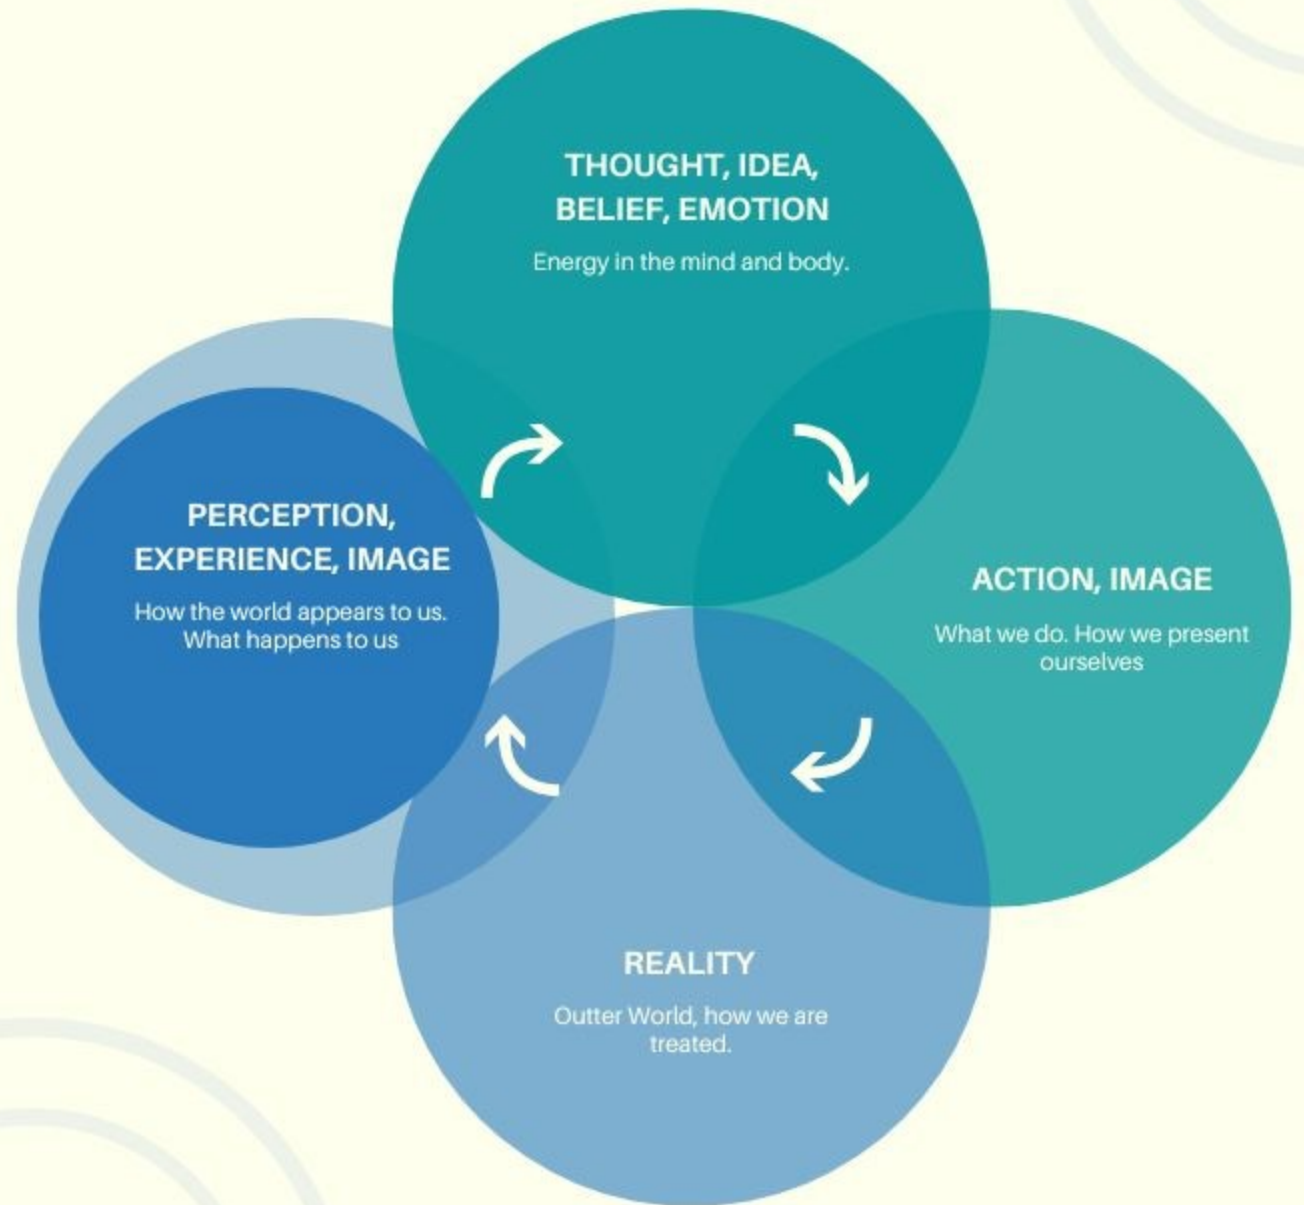 THOUGHT, IDEA,
BELIEF, EMOTION
Energy in the mind and body.
PERCEPTION,
EXPERIENCE, IMAGE
How the world appears to us.
What happens to us
ACTION, IMAGE
What we do. How we present
ourselves
REALITY
Outter World, how we are
treated.